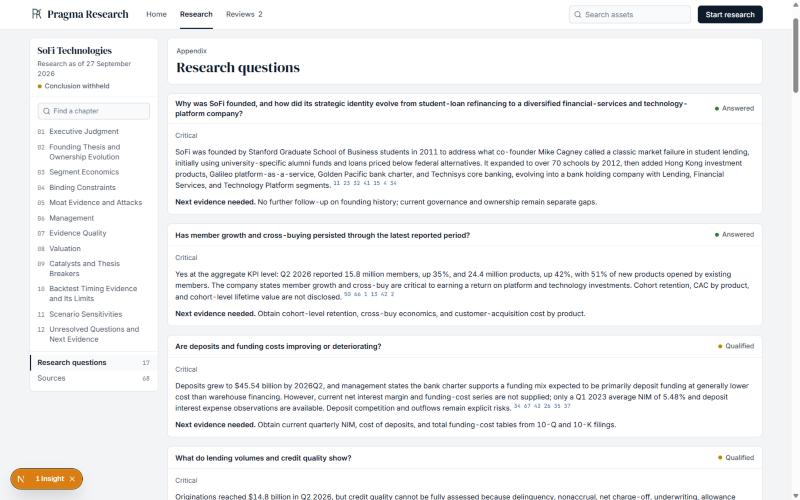 Pragma Research
Home
Research
Reviews 2
Search assets
Start research
SoFi Technologies
Research as of 27 September
2026
Conclusion withheld
Find a chapter
01 Executive Judgment
02 Founding Thesis and
Ownership Evolution
03 Segment Economics
04 Binding Constraints
05 Moat Evidence and Attacks
06 Management
07 Evidence Quality
08 Valuation
09 Catalysts and Thesis
Breakers
10 Backtest Timing Evidence
and Its Limits
11 Scenario Sensitivities
12 Unresolved Questions and
Next Evidence
Research questions 17
Sources 68
1 Insight
Appendix
Research questions
Why was SoFi founded, and how did its strategic identity evolve from student-loan refinancing to a diversified financial-services and technology-
platform company?
Answered
Critical
SoFi was founded by Stanford Graduate School of Business students in 2011 to address what co-founder Mike Cagney called a classic market failure in student lending,
initially using university-specific alumni funds and loans priced below federal alternatives. It expanded to over 70 schools by 2012, then added Hong Kong investment
products, Galileo platform-as-a-service, Golden Pacific bank charter, and Technisys core banking, evolving into a bank holding company with Lending, Financial
Services, and Technology Platform segments. 11 23 32 41 15 4 34
Next evidence needed. No further follow-up on founding history; current governance and ownership remain separate gaps.
Has member growth and cross-buying persisted through the latest reported period?
Answered
Critical
Yes at the aggregate KPI level: Q2 2026 reported 15.8 million members, up 35%, and 24.4 million products, up 42%, with 51% of new products opened by existing
members. The company states member growth and cross-buy are critical to earning a return on platform and technology investments. Cohort retention, CAC by product,
and cohort-level lifetime value are not disclosed. 50 66 1 13 42 2
Next evidence needed. Obtain cohort-level retention, cross-buy economics, and customer-acquisition cost by product.
Are deposits and funding costs improving or deteriorating?
Qualified
Critical
Deposits grew to $45.54 billion by 2026Q2, and management states the bank charter supports a funding mix expected to be primarily deposit funding at generally lower
cost than warehouse financing. However, current net interest margin and funding-cost series are not supplied; only a Q1 2023 average NIM of 5.48% and deposit
interest expense observations are available. Deposit competition and outflows remain explicit risks. 34 67 43 26 35 37
Next evidence needed. Obtain current quarterly NIM, cost of deposits, and total funding-cost tables from 10-Q and 10-K filings.
What do lending volumes and credit quality show?
Qualified
Critical
Originations reached $14.8 billion in Q2 2026, but credit quality cannot be fully assessed because delinquency, nonaccrual, net charge-off, underwriting, allowance